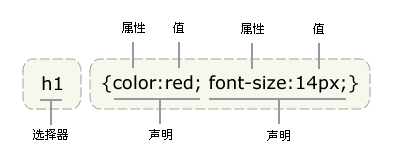 属性 值 属性 值
h1 {color:red; font-size:14px;}
选择器 声明 声明